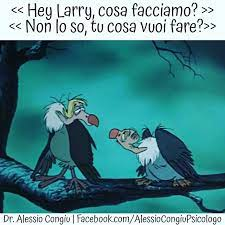 << Hey Larry, cosa facciamo? >>
<< Non lo so, tu cosa vuoi fare?>>
Dr. Alessio Congiu | Facebook.com/AlessioCongiuPsicologo